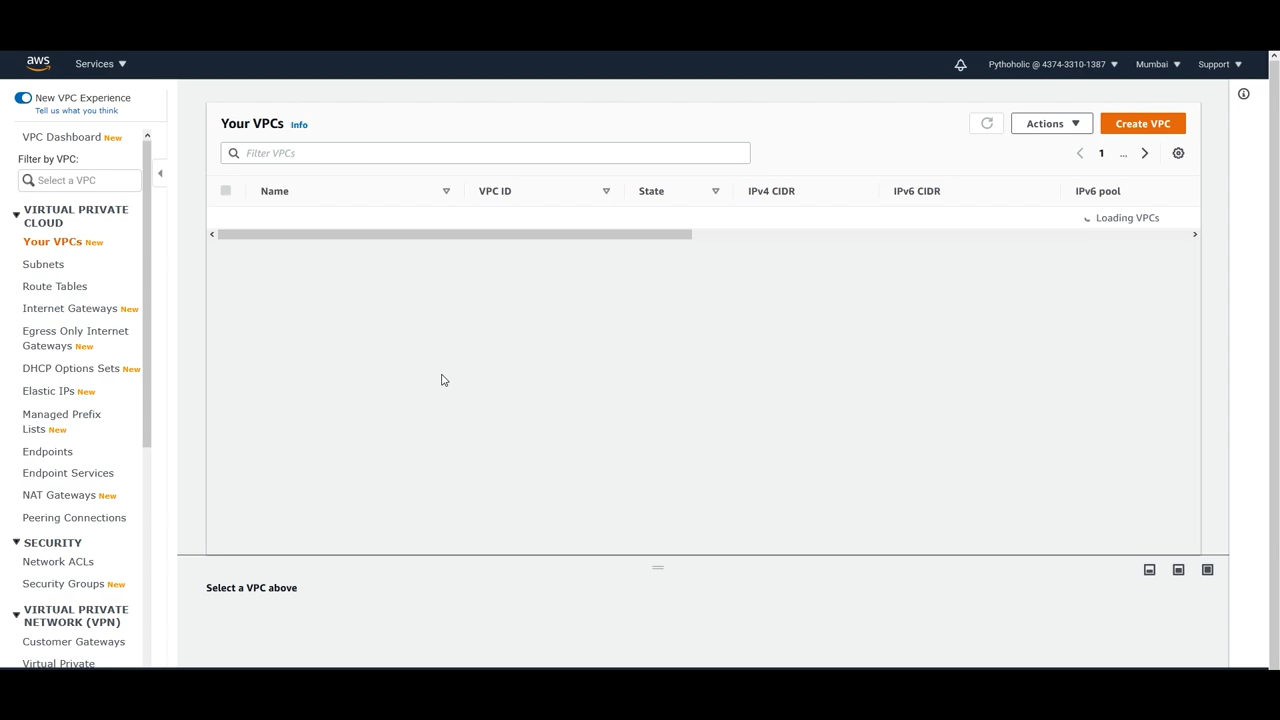 aws
Services
Pythoholic @ 4374-3310-1387
Mumbai
Support
New VPC Experience
Tell us what you think
VPC Dashboard New
Filter by VPC:
Select a VPC
VIRTUAL PRIVATE
CLOUD
Your VPCs New
Subnets
Route Tables
Internet Gateways New
Egress Only Internet
Gateways New
DHCP Options Sets New
Elastic IPs New
Managed Prefix
Lists New
Endpoints
Endpoint Services
NAT Gateways New
Peering Connections
SECURITY
Network ACLs
Security Groups New
VIRTUAL PRIVATE
NETWORK (VPN)
Customer Gateways
Virtual Private
Your VPCs Info
Actions
Create VPC
Filter VPCs
1 ...
Name VPC ID State IPv4 CIDR IPv6 CIDR IPv6 pool
Loading VPCs
Select a VPC above